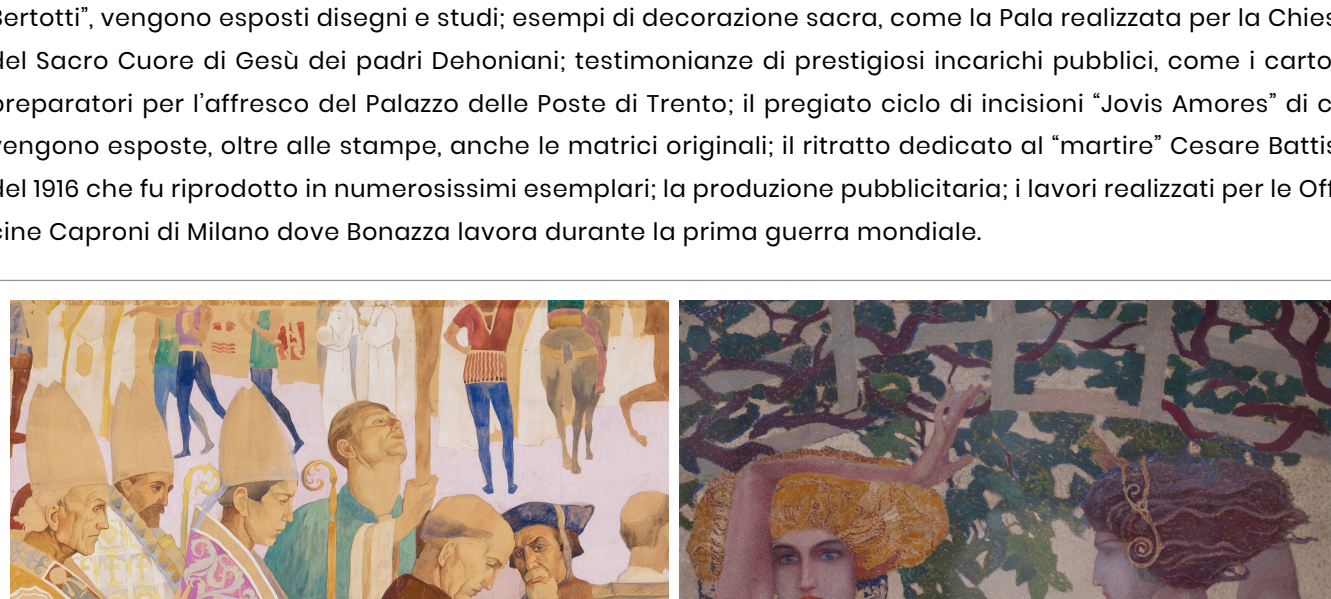 Bertotti”, vengono esposti disegni e studi; esempi di decorazione sacra, come la Pala realizzata per la Chies
del Sacro Cuore di Gesù dei padri Dehoniani; testimonianze di prestigiosi incarichi pubblici, come i carto
preparatori per l’affresco del Palazzo delle Poste di Trento; il pregiato ciclo di incisioni “Jovis Amores” di c
vengono esposte, oltre alle stampe, anche le matrici originali; il ritratto dedicato al “martire” Cesare Battis
del 1916 che fu riprodotto in numerosissimi esemplari; la produzione pubblicitaria; i lavori realizzati per le Off
cine Caproni di Milano dove Bonazza lavora durante la prima guerra mondiale.